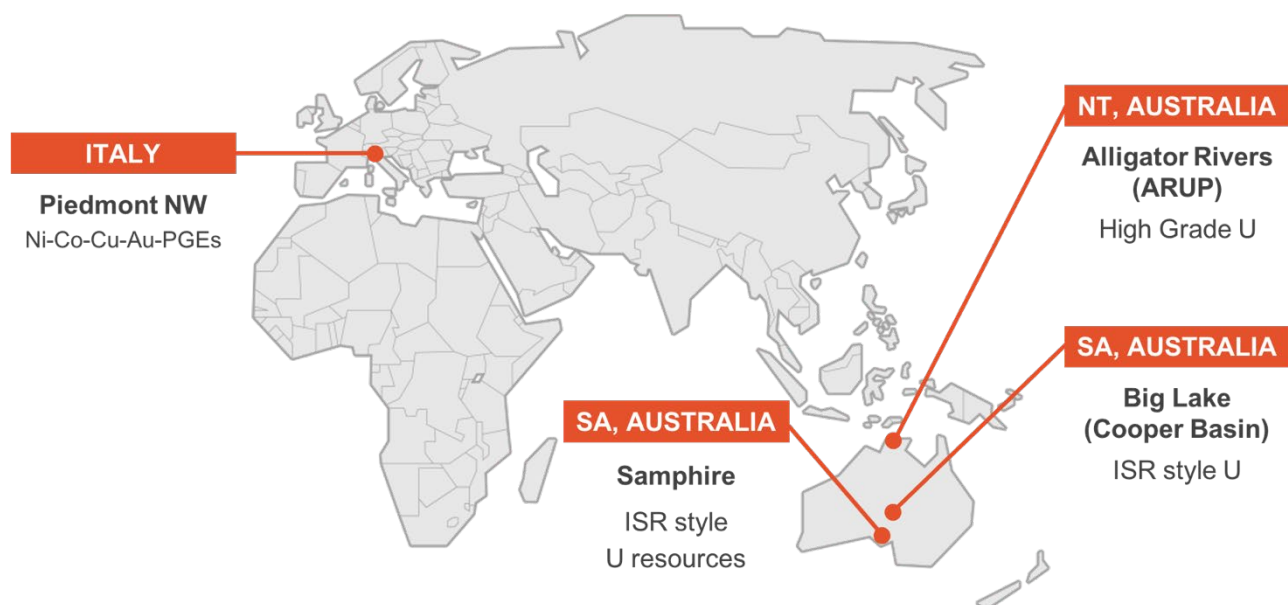 ITALY
Piedmont NW
Ni-Co-Cu-Au-PGEs
NT, AUSTRALIA
Alligator Rivers
(ARUP)
High Grade U
SA, AUSTRALIA
Big Lake
(Cooper Basin)
ISR style U
SA, AUSTRALIA
Samphire
ISR style
U resources